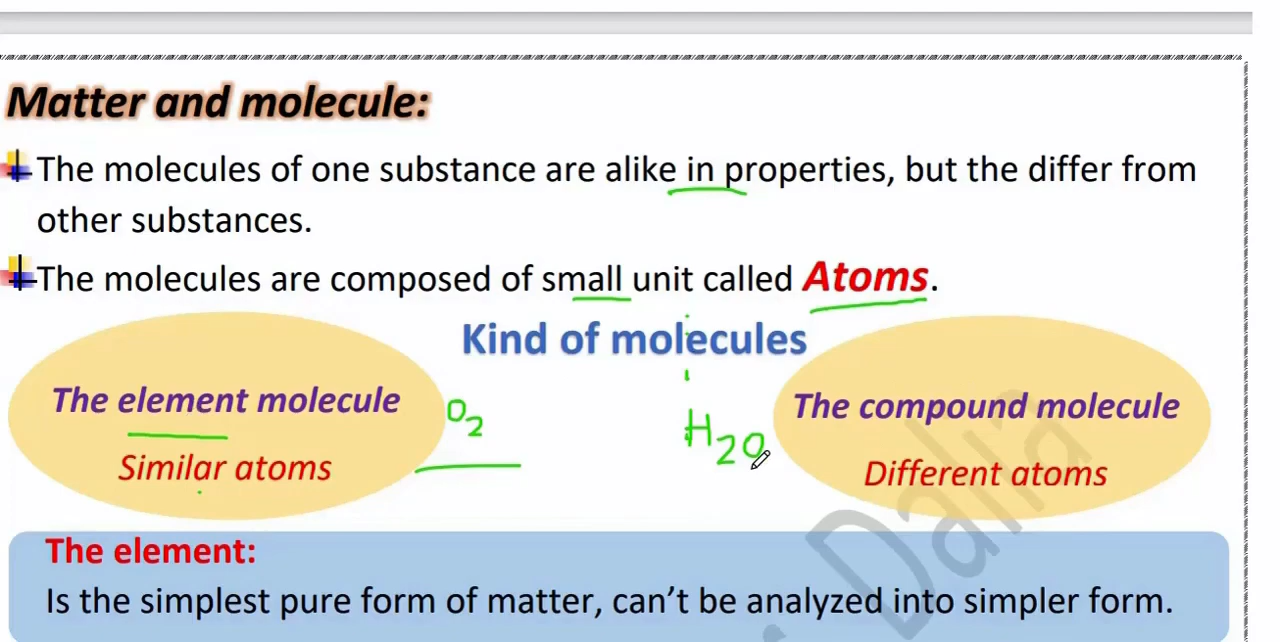 Matter and molecule:
The molecules of one substance are alike in properties, but the differ from
other substances.
The molecules are composed of small unit called Atoms.
Kind of molecules
The element molecule
Similar atoms
O2
H2O
The compound molecule
Different atoms
Dalia
The element:
Is the simplest pure form of matter, can't be analyzed into simpler form.